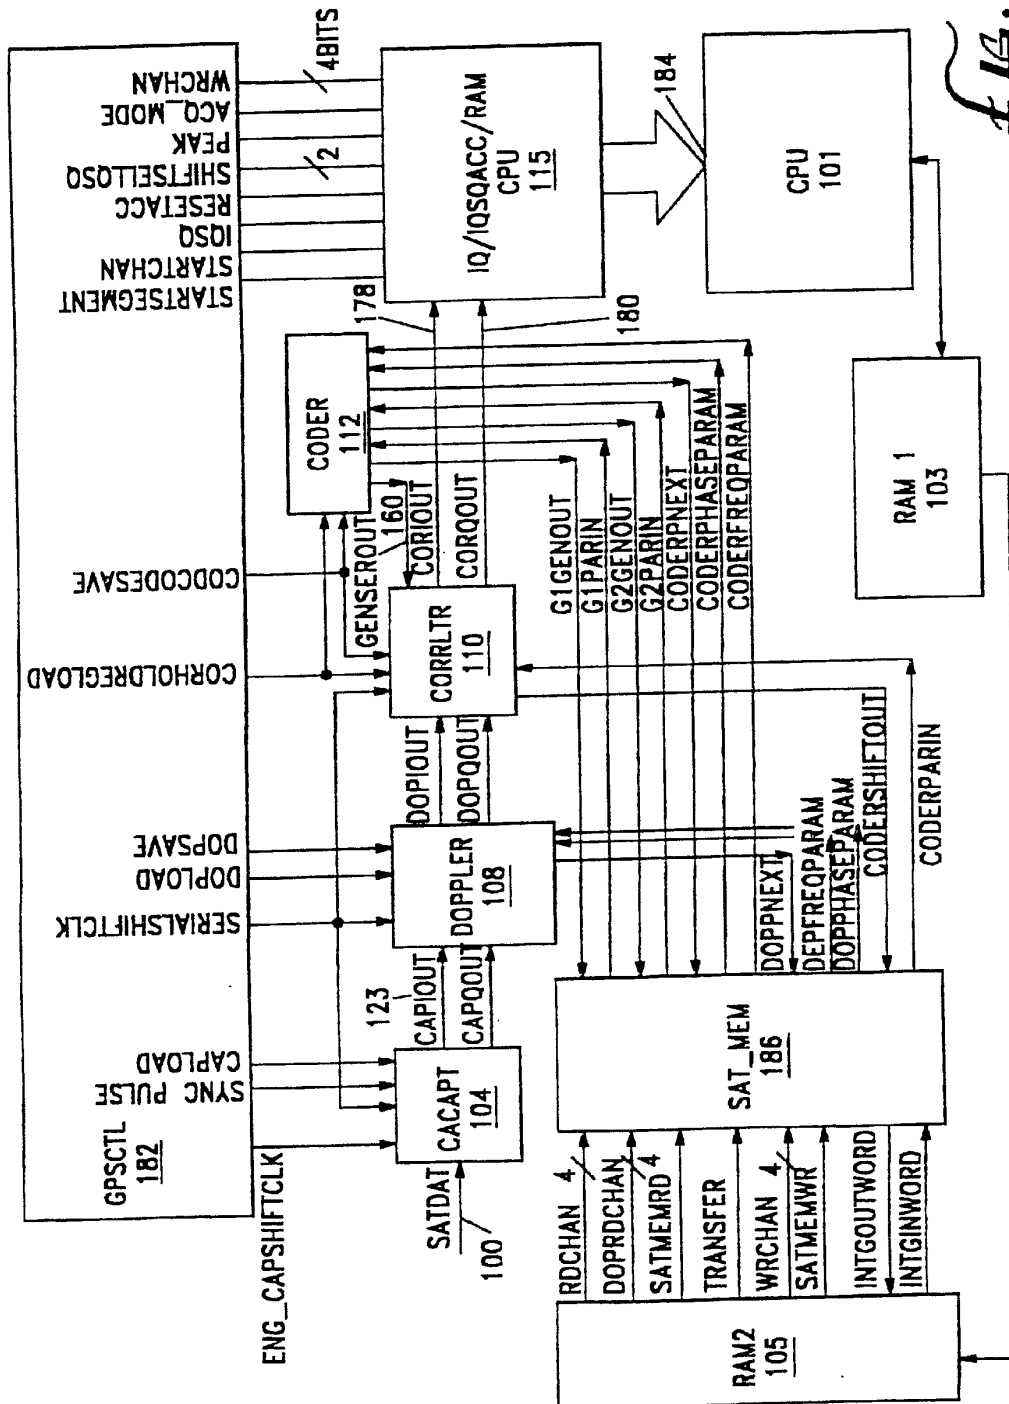 GPSCTL
182
ENG_CAPSHIFTCLK
SYNC PULSE
CAPLOAD
SERIALSHIFTCLK
DOPLOAD
DOPSAVE
CORHOLDREGLOAD
CODCODESAVE
STARTSEGMENT
STARTCHAN
IQSQ
RESETACC
SHIFTSELLQSQ
2
PEAK
ACQ_MODE
WRCHAN
4BITS
SATDAT
100
CACAPT
104
123
CAPIOUT
CAPQOUT
DOPPLER
108
DOPIOUT
DOPQOUT
CORRLTR
110
GENSEROUT
160
CORIOUT
CORQOUT
CODER
112
178
180
IQ/IQSQACC/RAM
CPU
115
184
CPU
101
RAM 1
103
G1GENOUT
G1PARIN
G2GENOUT
G2PARIN
CODERPNEXT
CODERPHASEPARAM
CODERFREQPARAM
DOPPNEXT
DEPFREQPARAM
DOPPHASEPARAM
CODERSHIFTOUT
CODERPARIN
SAT_MEM
186
RDCHAN
4
DOPRDCHAN
4
SATMEMRD
TRANSFER
WRCHAN
4
SATMEMWR
INTGOUTWORD
INTGINWORD
RAM2
105